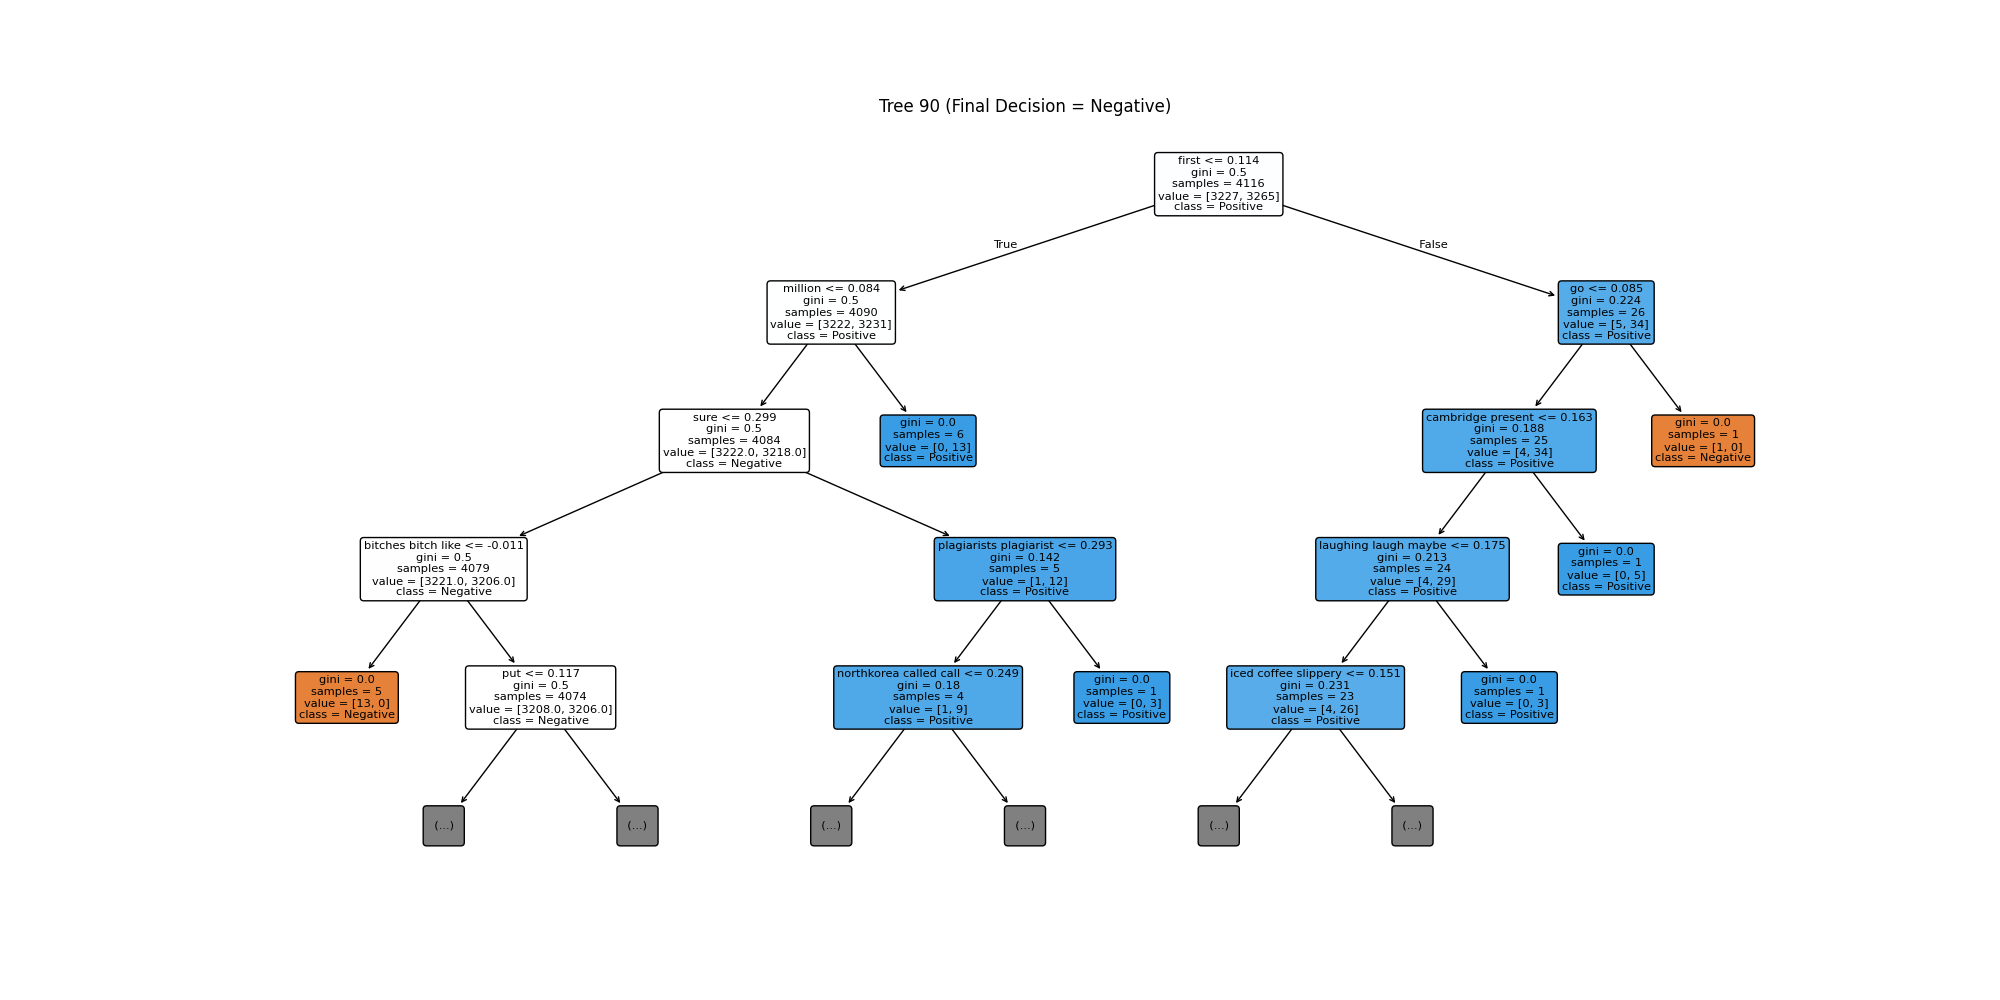 Tree 90 (Final Decision = Negative)
first <= 0.114
gini = 0.5
samples = 4116
value = [3227, 3265]
class = Positive
True
False
million <= 0.084
gini = 0.5
samples = 4090
value = [3222, 3231]
class = Positive
go <= 0.085
gini = 0.224
samples = 26
value = [5, 34]
class = Positive
sure <= 0.299
gini = 0.5
samples = 4084
value = [3222.0, 3218.0]
class = Negative
gini = 0.0
samples = 6
value = [0, 13]
class = Positive
cambridge present <= 0.163
gini = 0.188
samples = 25
value = [4, 34]
class = Positive
gini = 0.0
samples = 1
value = [1, 0]
class = Negative
bitches bitch like <= -0.011
gini = 0.5
samples = 4079
value = [3221.0, 3206.0]
class = Negative
plagiarists plagiarist <= 0.293
gini = 0.142
samples = 5
value = [1, 12]
class = Positive
laughing laugh maybe <= 0.175
gini = 0.213
samples = 24
value = [4, 29]
class = Positive
gini = 0.0
samples = 1
value = [0, 5]
class = Positive
gini = 0.0
samples = 5
value = [13, 0]
class = Negative
put <= 0.117
gini = 0.5
samples = 4074
value = [3208.0, 3206.0]
class = Negative
northkorea called call <= 0.249
gini = 0.18
samples = 4
value = [1, 9]
class = Positive
gini = 0.0
samples = 1
value = [0, 3]
class = Positive
iced coffee slippery <= 0.151
gini = 0.231
samples = 23
value = [4, 26]
class = Positive
gini = 0.0
samples = 1
value = [0, 3]
class = Positive
(...)
(...)
(...)
(...)
(...)
(...)